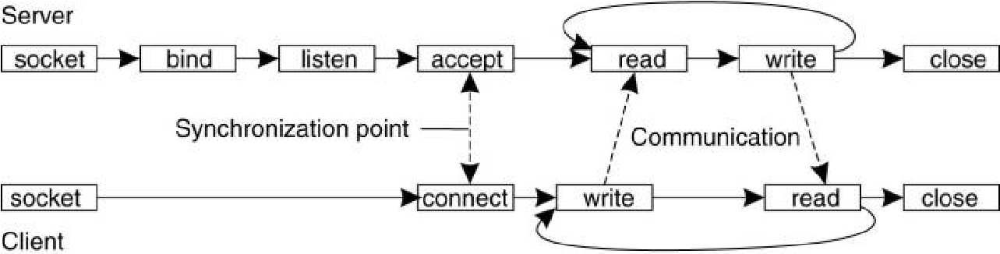 Server
socket bind listen accept read write close
Synchronization point
Communication
socket connect write read close
Client